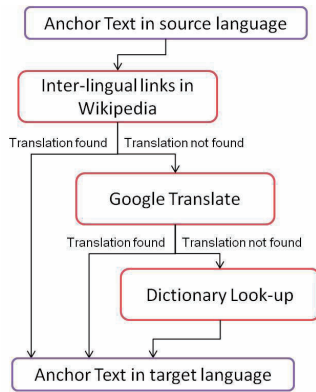 Anchor Text in source language
Inter-lingual links in
Wikipedia
Translation found Translation not found
Google Translate
Translation found Translation not found
Dictionary Look-up
Anchor Text in target language